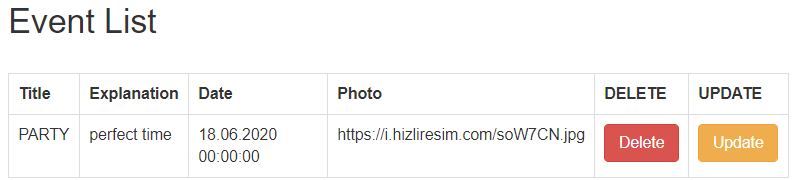 Event List
Title Explanation Date Photo DELETE UPDATE
PARTY perfect time 18.06.2020 https://i.hizliresim.com/soW7CN.jpg Delete Update
00:00:00